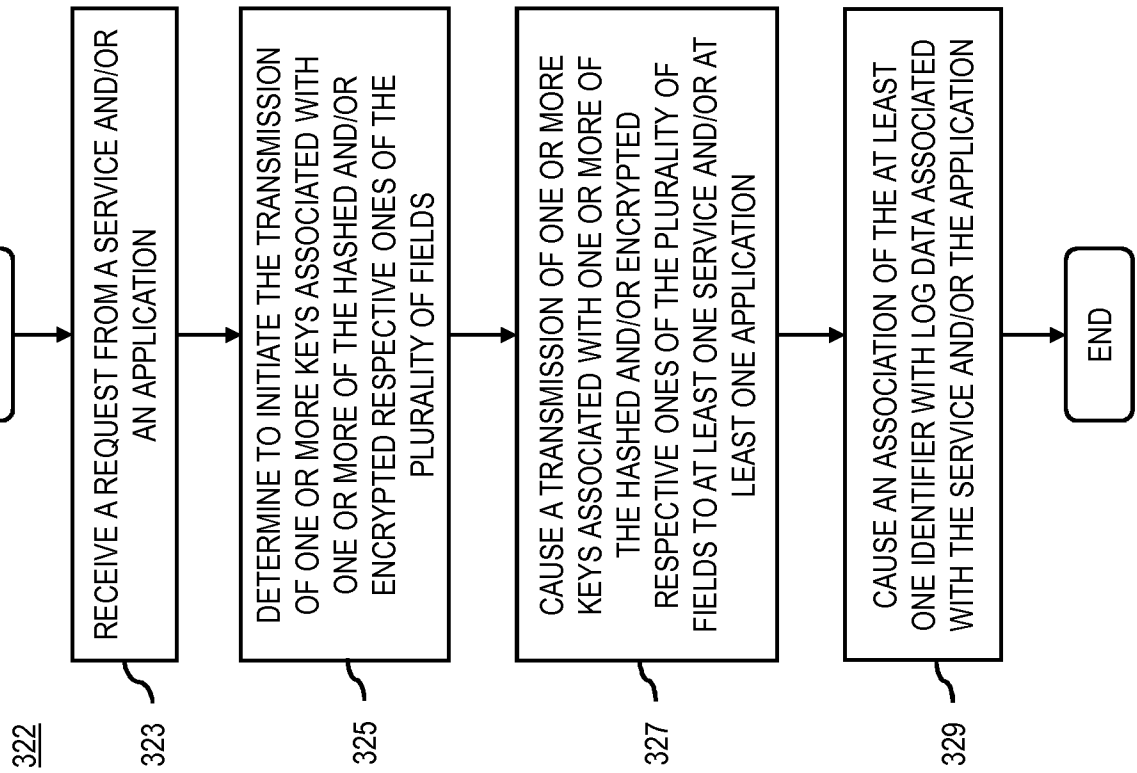 322
323
RECEIVE A REQUEST FROM A SERVICE AND/OR
AN APPLICATION
325
DETERMINE TO INITIATE THE TRANSMISSION
OF ONE OR MORE KEYS ASSOCIATED WITH
ONE OR MORE OF THE HASHED AND/OR
ENCRYPTED RESPECTIVE ONES OF THE
PLURALITY OF FIELDS
327
CAUSE A TRANSMISSION OF ONE OR MORE
KEYS ASSOCIATED WITH ONE OR MORE OF
THE HASHED AND/OR ENCRYPTED
RESPECTIVE ONES OF THE PLURALITY OF
FIELDS TO AT LEAST ONE SERVICE AND/OR AT
LEAST ONE APPLICATION
329
CAUSE AN ASSOCIATION OF THE AT LEAST
ONE IDENTIFIER WITH LOG DATA ASSOCIATED
WITH THE SERVICE AND/OR THE APPLICATION
END